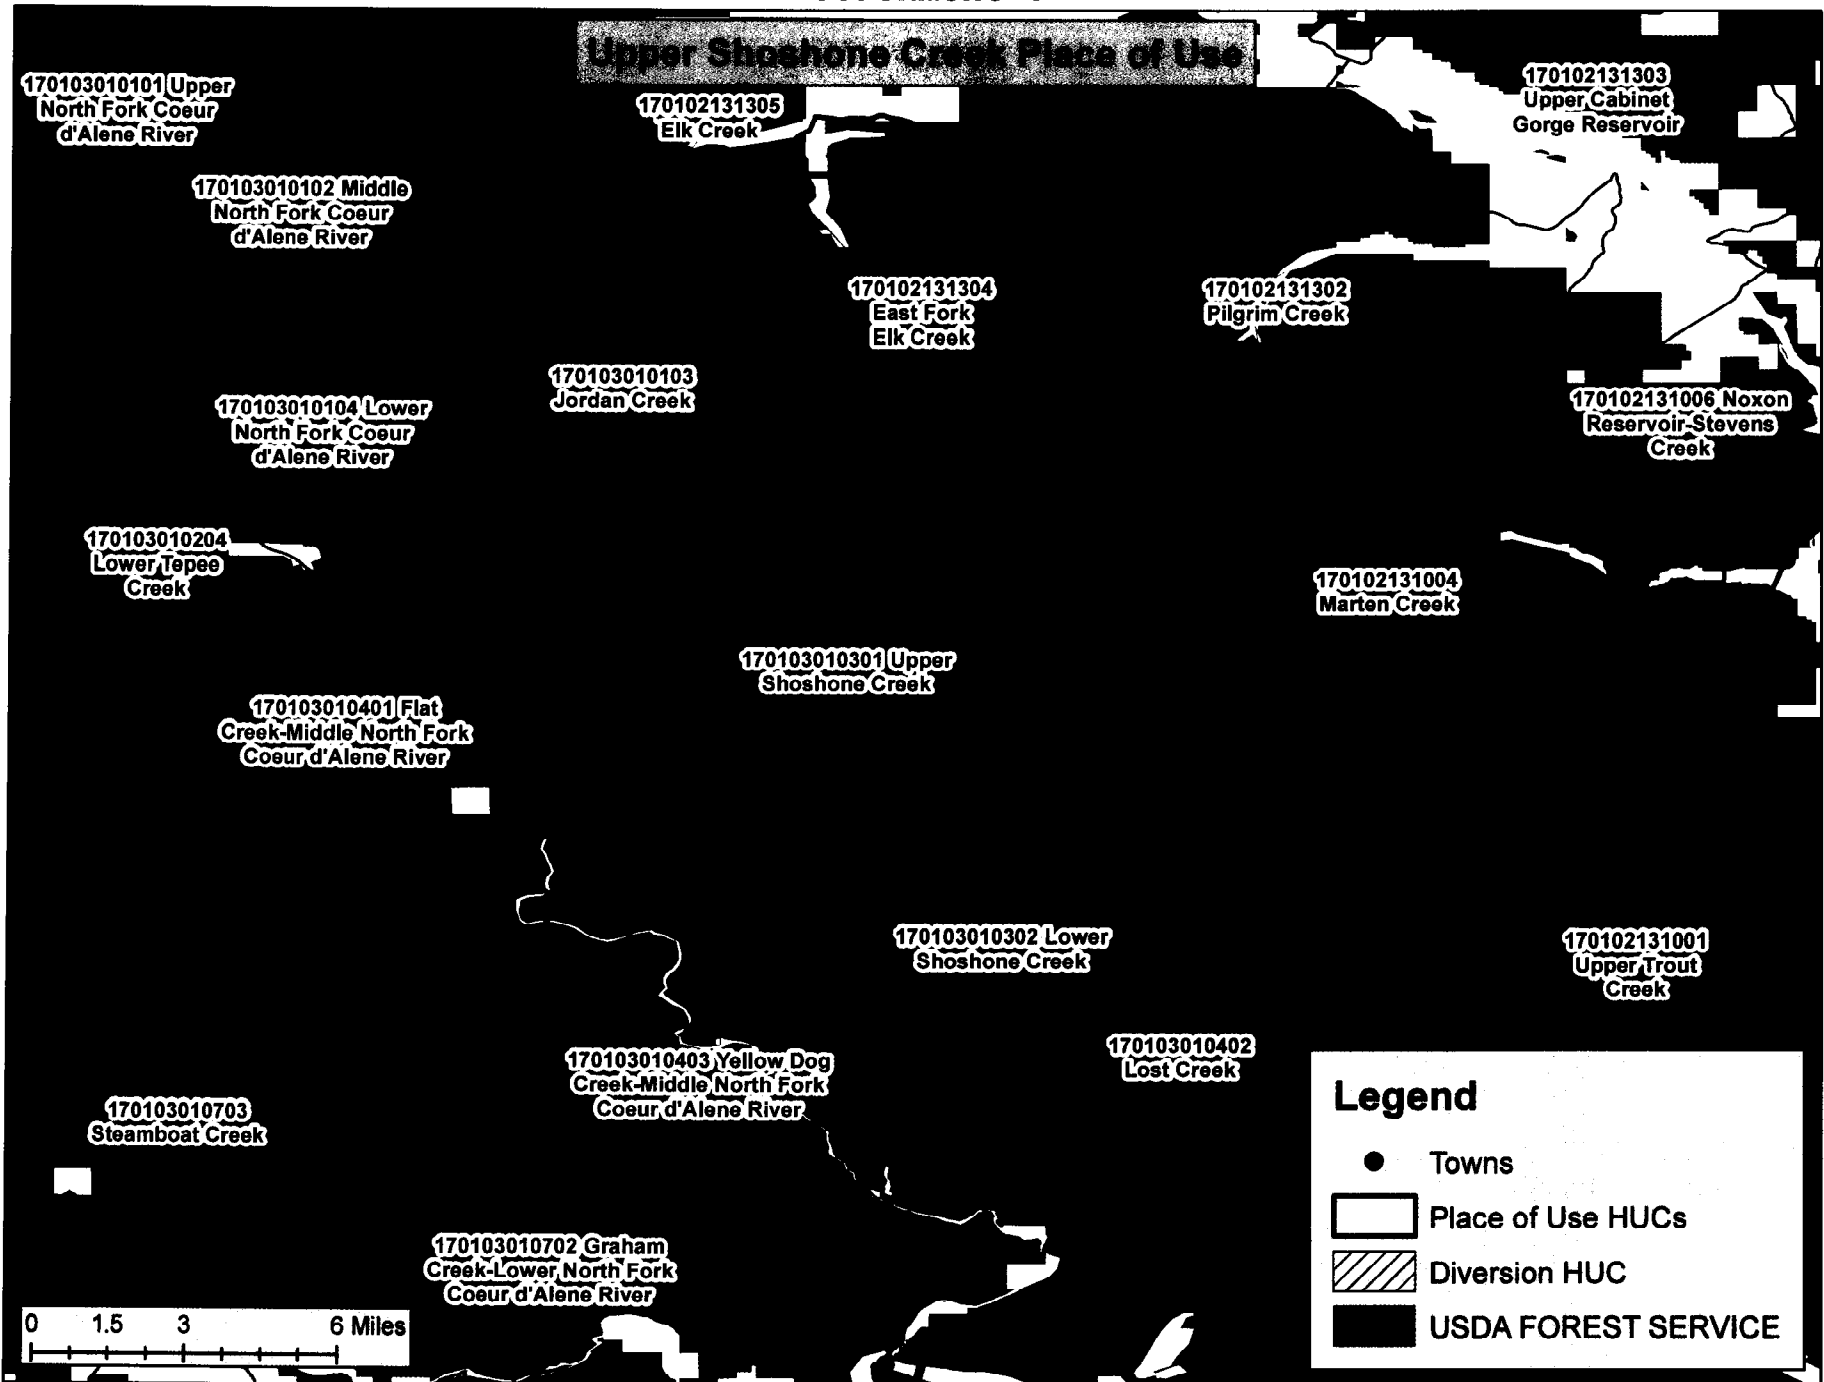 Upper Shoshone Creek Place of Use
170103010101 Upper
North Fork Coeur
d'Alene River
170102131305
Elk Creek
170102131303
Upper Cabinet
Gorge Reservoir
170103010102 Middle
North Fork Coeur
d'Alene River
170102131304
East Fork
Elk Creek
170102131302
Pilgrim Creek
170103010103
Jordan Creek
170103010104 Lower
North Fork Coeur
d'Alene River
170102131006 Noxon
Reservoir-Stevens
Creek
170103010204
Lower Tepee
Creek
170102131004
Marten Creek
170103010301 Upper
Shoshone Creek
170103010401 Flat
Creek-Middle North Fork
Coeur d'Alene River
170103010302 Lower
Shoshone Creek
170102131001
Upper Trout
Creek
170103010402
Lost Creek
170103010403 Yellow Dog
Creek-Middle North Fork
Coeur d'Alene River
170103010703
Steamboat Creek
170103010702 Graham
Creek-Lower North Fork
Coeur d'Alene River
0 1.5 3 6 Miles
Legend
Towns
Place of Use HUCs
Diversion HUC
USDA FOREST SERVICE